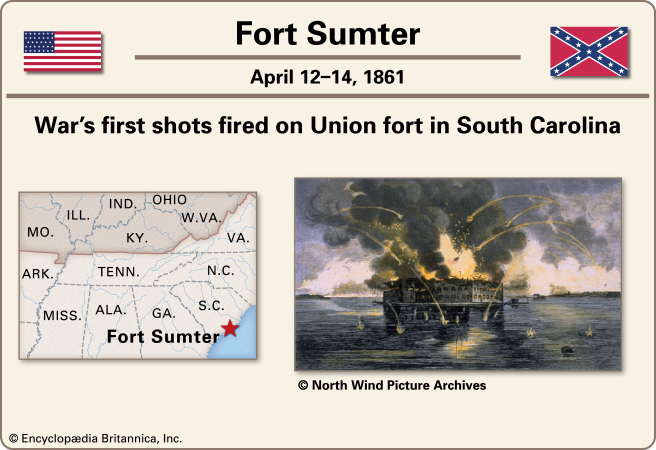 Fort Sumter
April 12–14, 1861
War’s first shots fired on Union fort in South Carolina
OHIO
IND.
ILL.
W.VA.
MO.
KY.
VA.
ARK.
TENN.
N.C.
S.C.
MISS.
ALA.
GA.
Fort Sumter
© North Wind Picture Archives
© Encyclopædia Britannica, Inc.